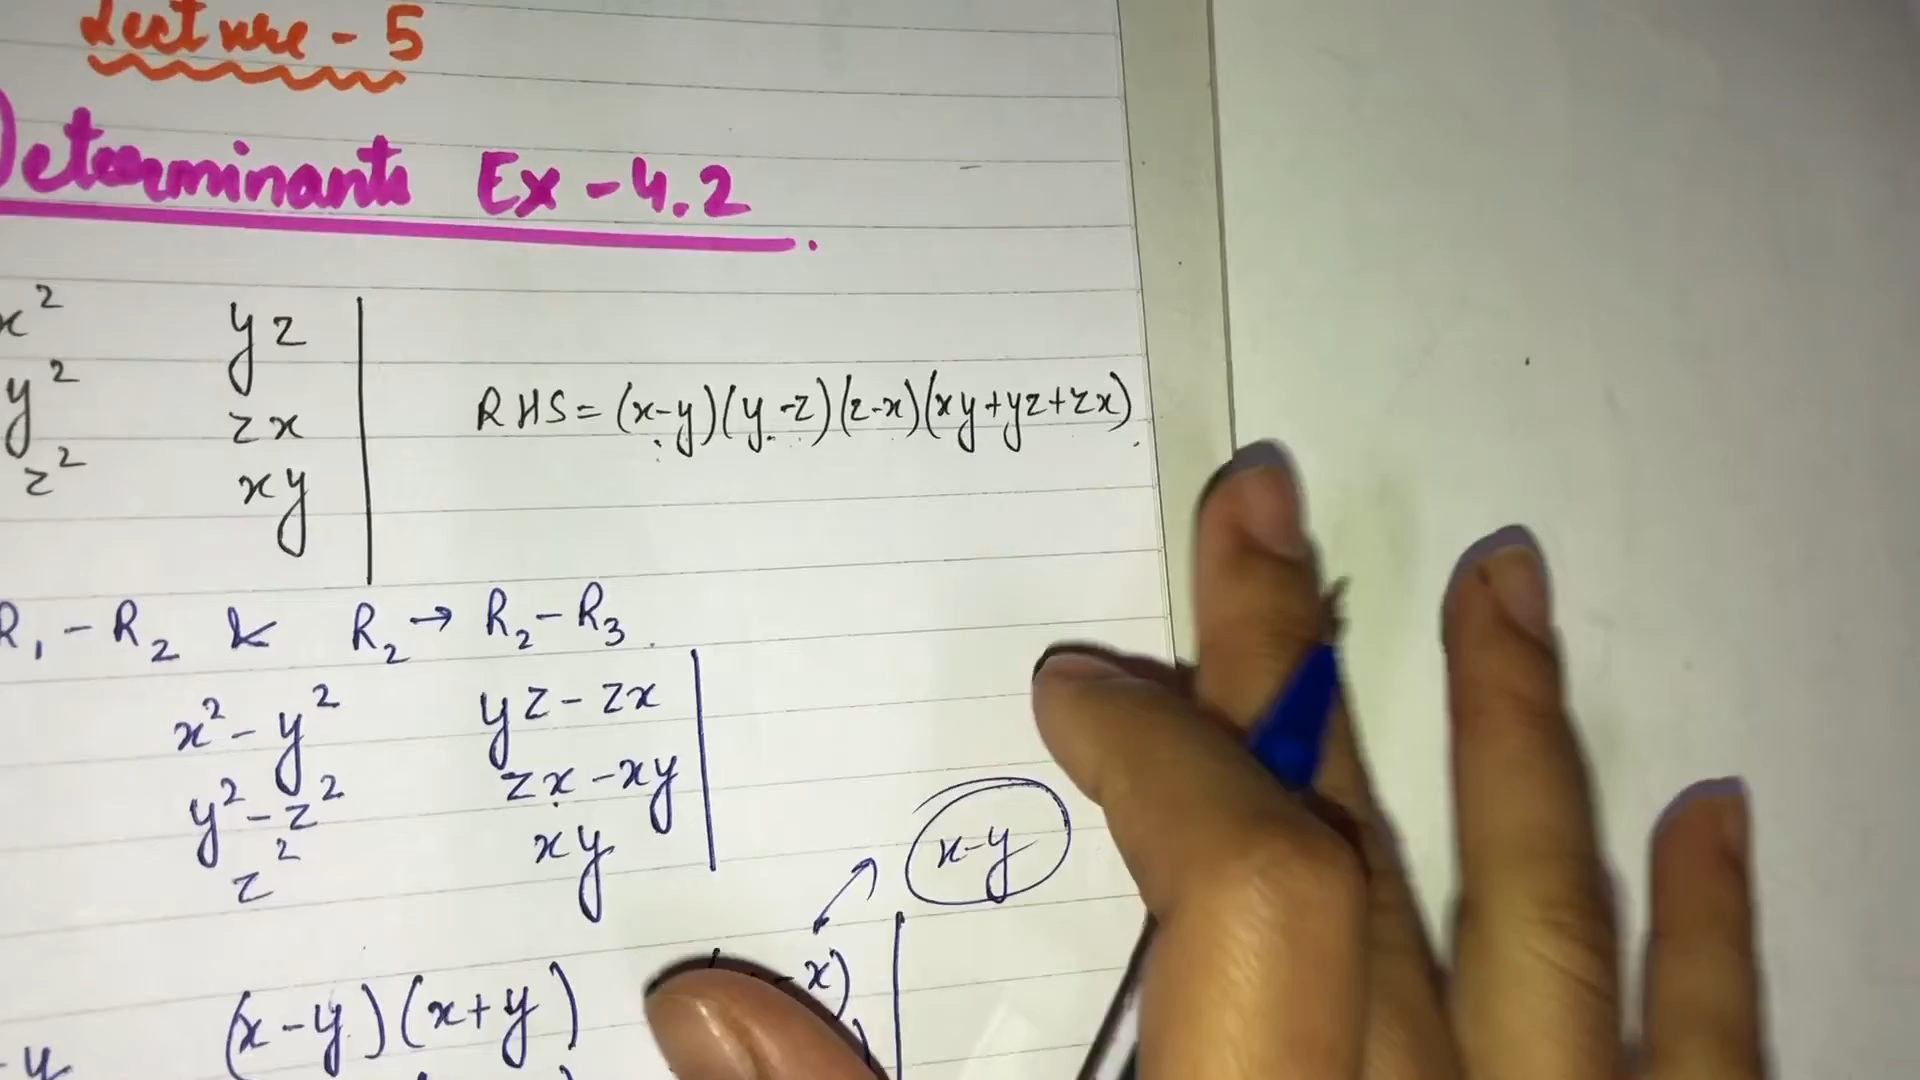 Lecture - 5
Determinants Ex - 4.2
x² yz
y² zx
z² xy
RHS = (x-y)(y-z)(z-x)(xy+yz+zx)
R₁ - R₂ & R₂ → R₂ - R₃
x² - y² yz - zx
y² - z² zx - xy
z² xy
x-y
(x-y)(x+y) x)
-y